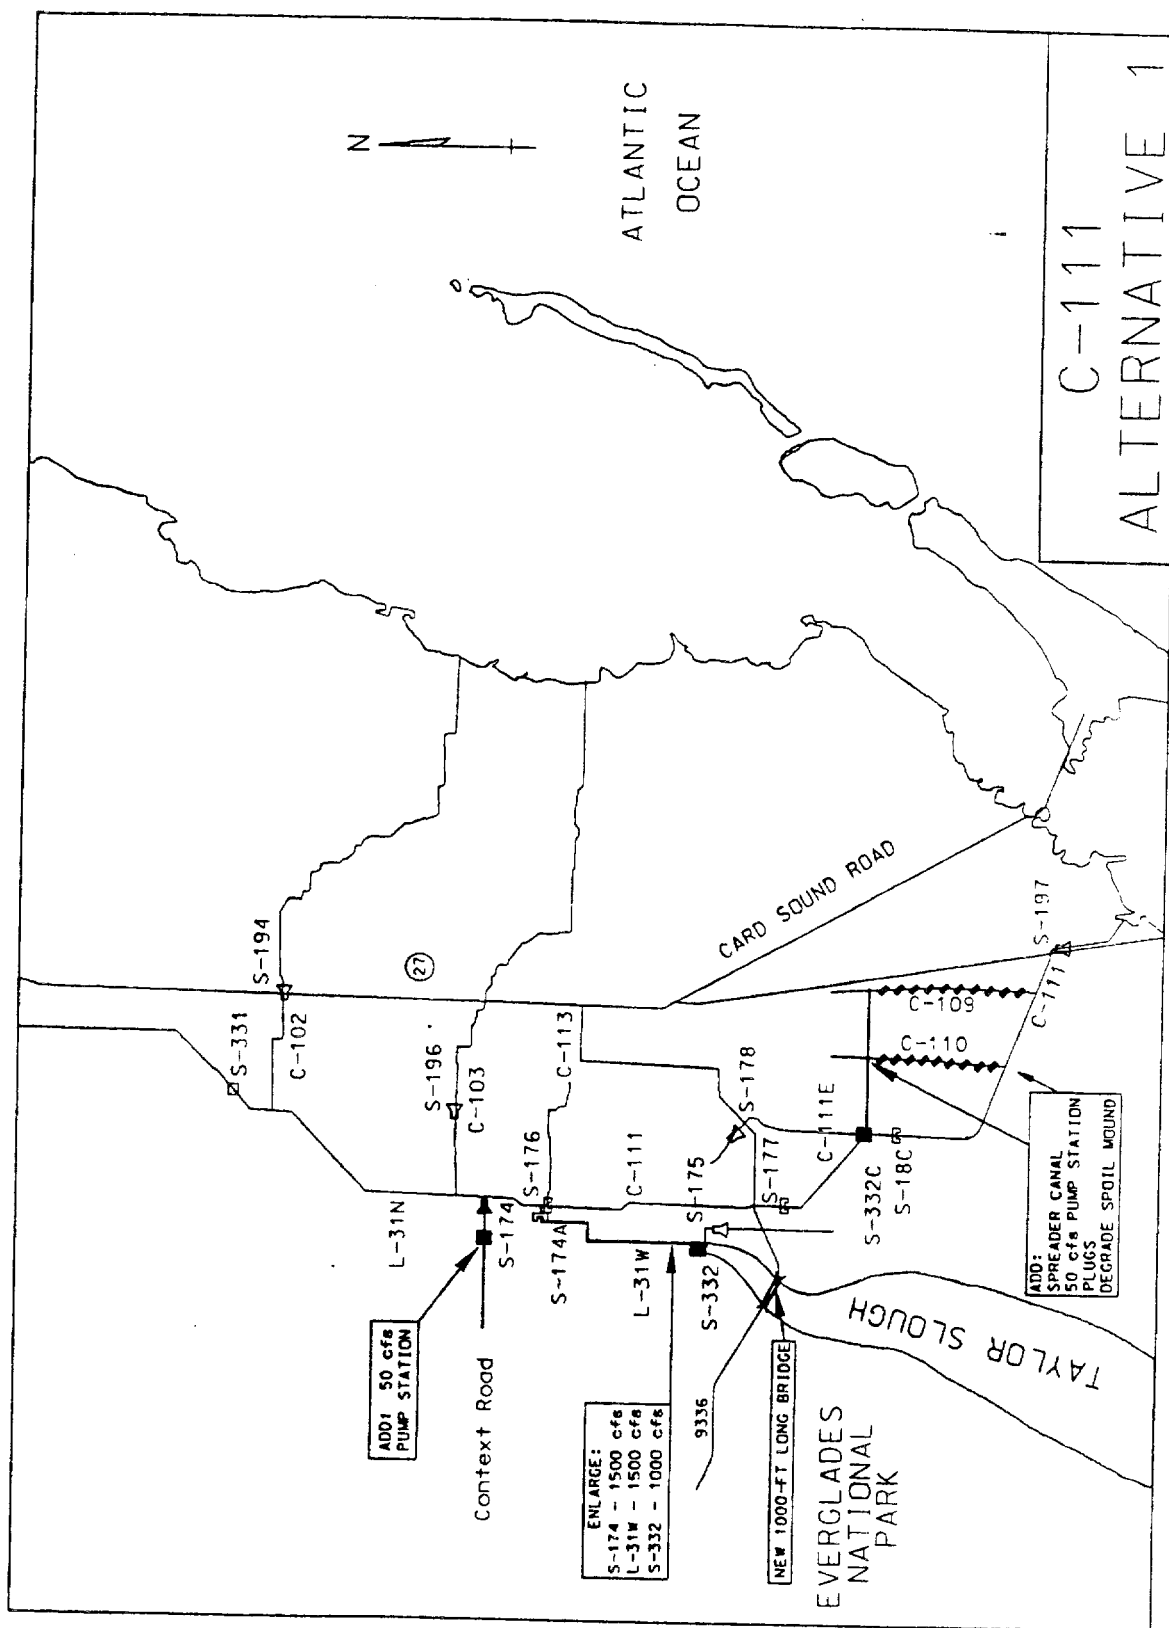 N
ATLANTIC
OCEAN
S-331
S-194
C-102
27
L-31N
S-196
C-103
ADD: 50 cfs
PUMP STATION
Context Road
S-174
S-176
S-174A
C-113
C-111
ENLARGE:
S-174 - 1500 cfs
L-31W - 1500 cfs
S-332 - 1000 cfs
L-31W
S-175
S-178
CARD SOUND ROAD
S-332
S-177
9336
NEW 1000-FT LONG BRIDGE
C-111E
S-332C
S-18C
C-110
C-109
C-111
S-197
EVERGLADES
NATIONAL
PARK
TAYLOR SLOUGH
ADD:
SPREADER CANAL
50 cfs PUMP STATION
PLUGS
DEGRADE SPOIL MOUND
C-111
ALTERNATIVE 1